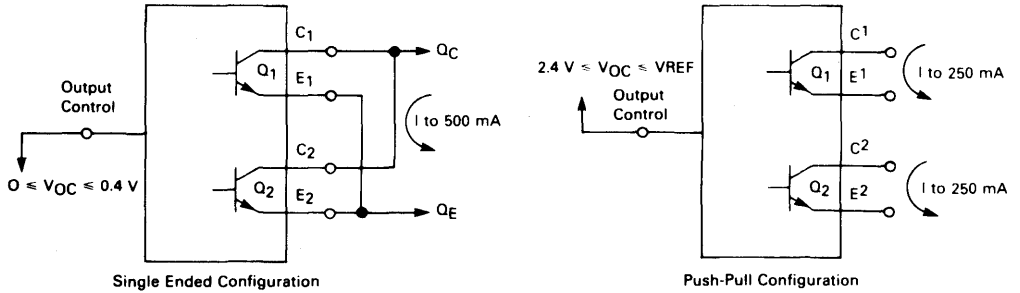 C1
Q1
E1
QC
Output
Control
I to 500 mA
O ≤ VOC ≤ 0.4 V
C2
Q2
E2
QE
Single Ended Configuration
2.4 V ≤ VOC ≤ VREF
Output
Control
C1
Q1
E1
I to 250 mA
C2
Q2
E2
I to 250 mA
Push-Pull Configuration